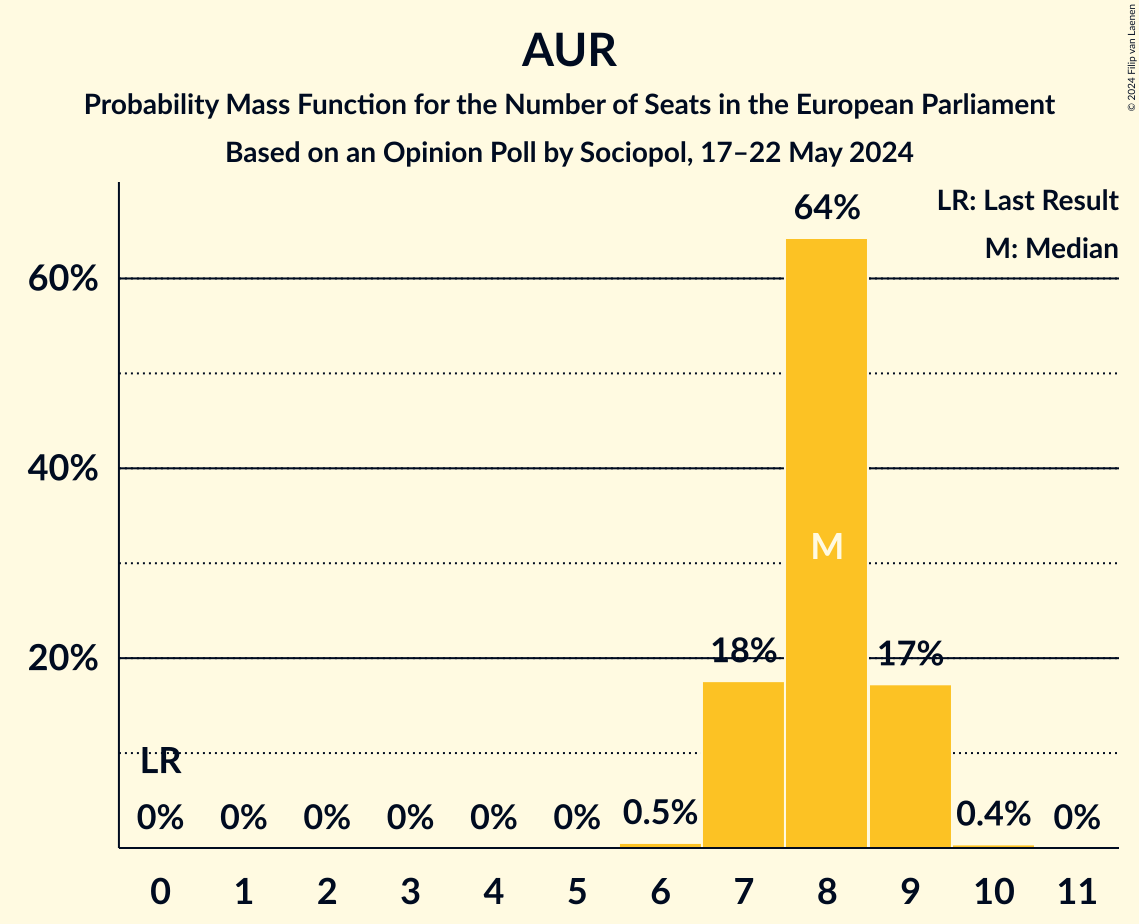 AUR
Probability Mass Function for the Number of Seats in the European Parliament
Based on an Opinion Poll by Sociopol, 17–22 May 2024
© 2024 Filip van Laenen
LR: Last Result
M: Median
60%
40%
20%
64%
M
18%
17%
LR
0%
0%
0%
0%
0%
0%
0.5%
0.4%
0%
0 1 2 3 4 5 6 7 8 9 10 11